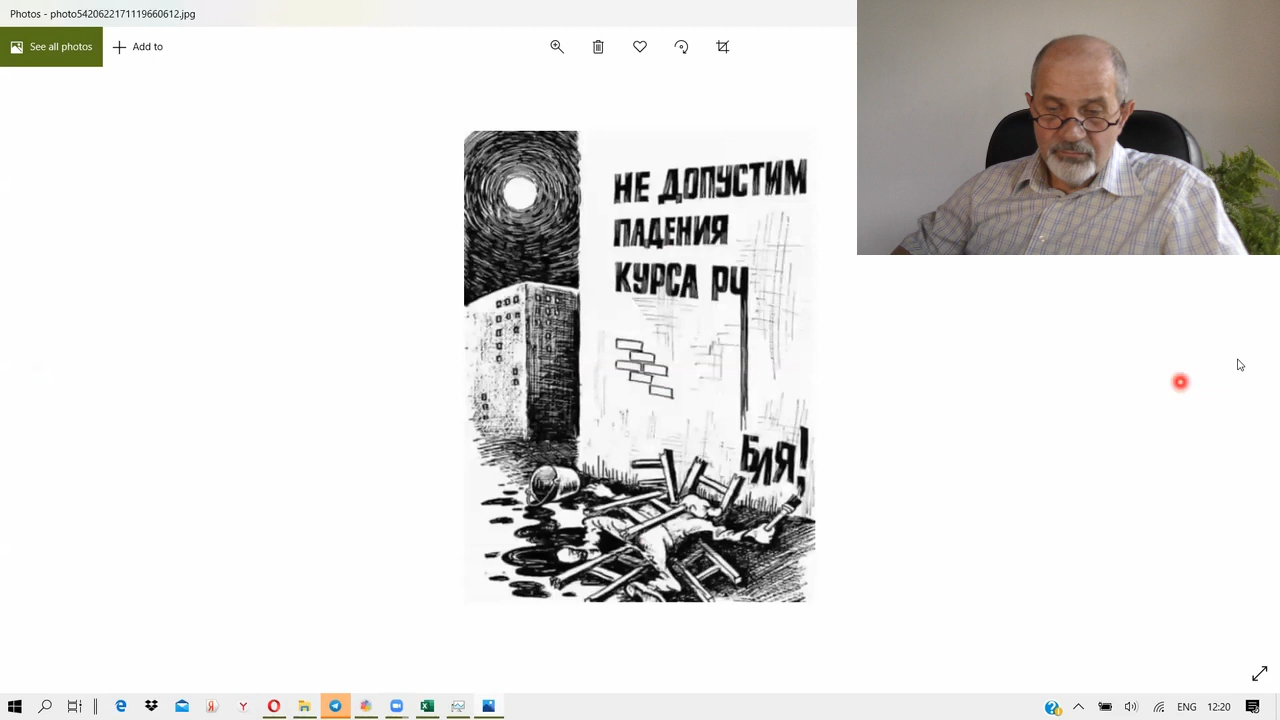 Photos - photo5420622171119660612.jpg
See all photos
Add to
НЕ ДОПУСТИМ
ПАДЕНИЯ
КУРСА РУ
БЛЯ!
ENG
12:20